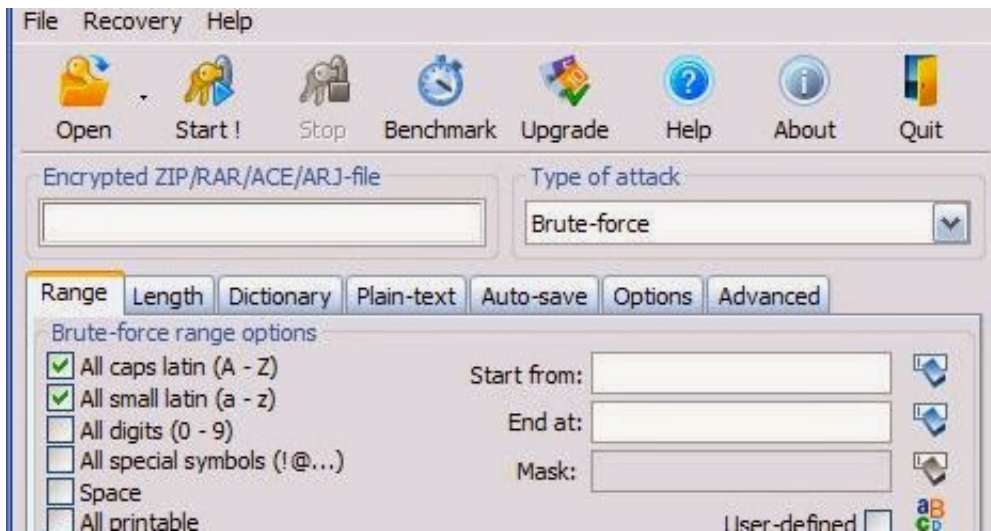 File Recovery Help
Open Start ! Stop Benchmark Upgrade Help About Quit
Encrypted ZIP/RAR/ACE/ARJ-file Type of attack
Brute-force
Range Length Dictionary Plain-text Auto-save Options Advanced
Brute-force range options
All caps latin (A - Z)
Start from:
All small latin (a - z)
End at:
All digits (0 - 9)
All special symbols (!@...)
Mask:
Space
All printable
User-defined